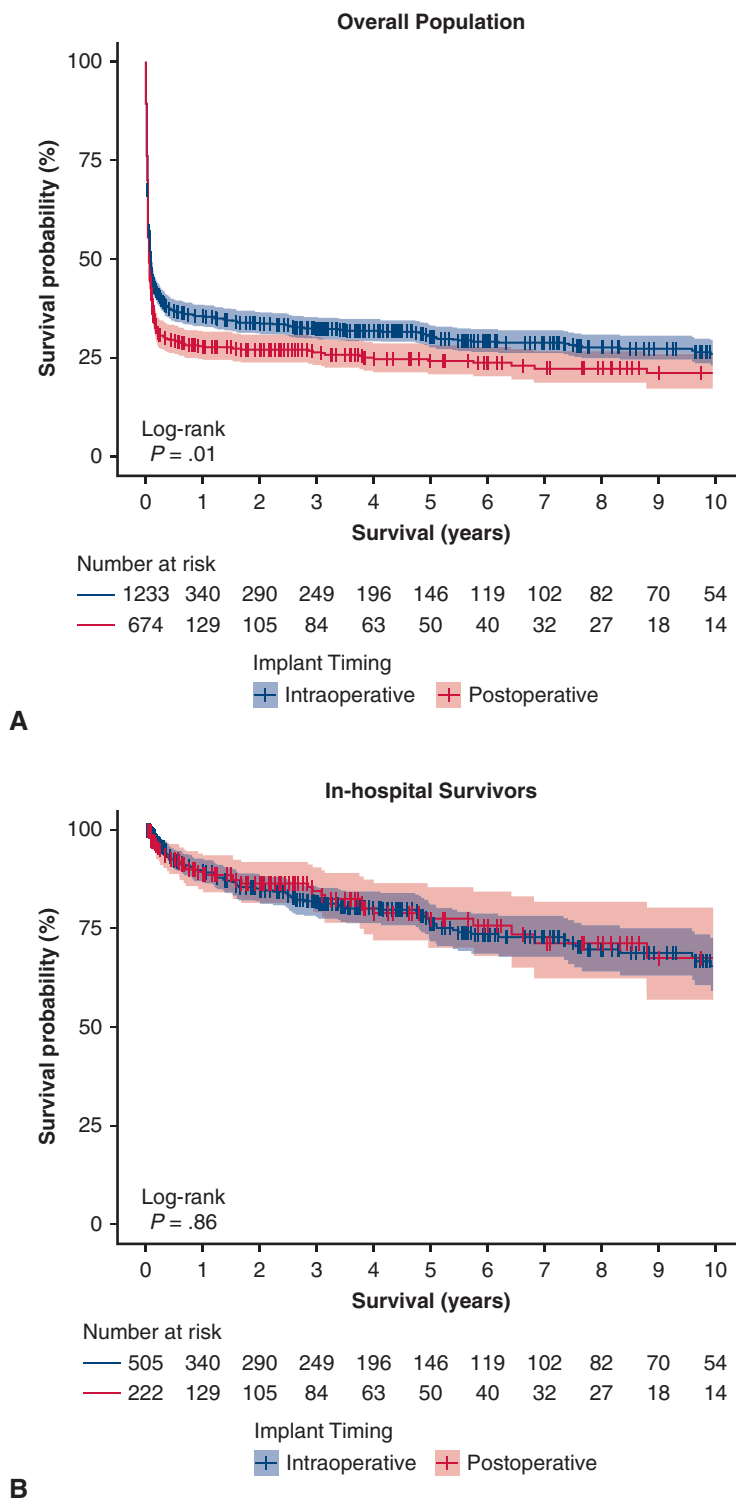 Overall Population
Survival probability (%)
100
75
50
25
0
Log-rank
P = .01
0 1 2 3 4 5 6 7 8 9 10
Survival (years)
Number at risk
1233 340 290 249 196 146 119 102 82 70 54
674 129 105 84 63 50 40 32 27 18 14
Implant Timing
Intraoperative Postoperative
A
In-hospital Survivors
Survival probability (%)
100
75
50
25
0
Log-rank
P = .86
0 1 2 3 4 5 6 7 8 9 10
Survival (years)
Number at risk
505 340 290 249 196 146 119 102 82 70 54
222 129 105 84 63 50 40 32 27 18 14
Implant Timing
Intraoperative Postoperative
B